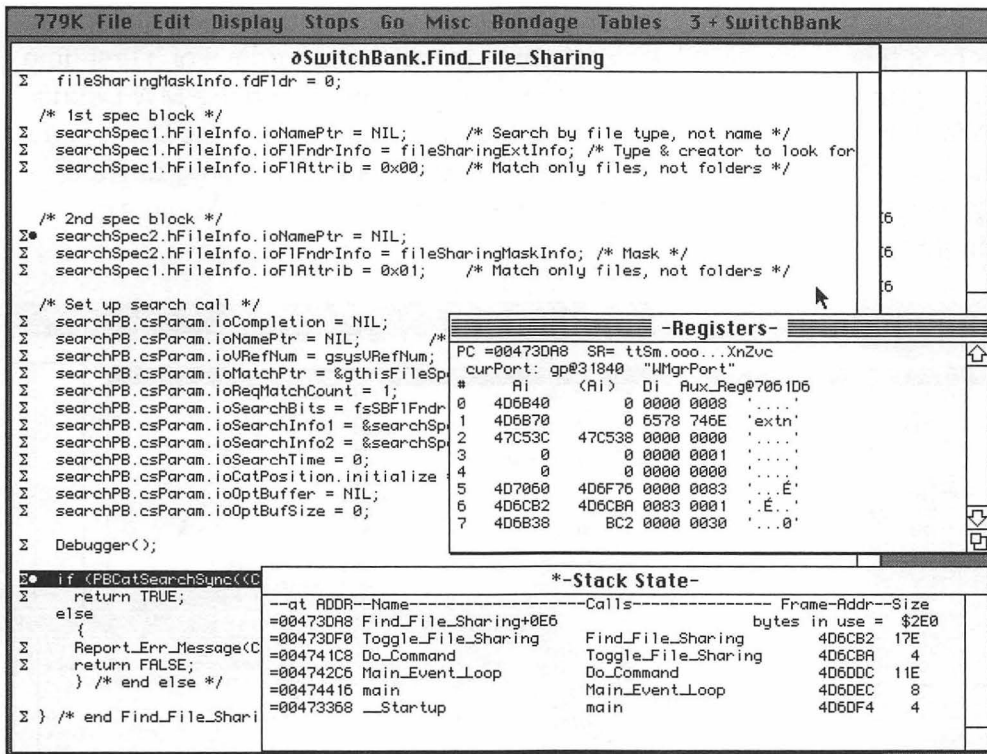 779K File Edit Display Stops Go Misc Bondage Tables 3 + SwitchBank
∂SwitchBank.Find_File_Sharing
Σ fileSharingMaskInfo.fdFldr = 0;
/* 1st spec block */
Σ searchSpec1.hFileInfo.ioNamePtr = NIL; /* Search by file type, not name */
Σ searchSpec1.hFileInfo.ioFlFndrInfo = fileSharingExtInfo; /* Type & creator to look for
Σ searchSpec1.hFileInfo.ioFlAttrib = 0x00; /* Match only files, not folders */
/* 2nd spec block */
Σ● searchSpec2.hFileInfo.ioNamePtr = NIL;
Σ searchSpec2.hFileInfo.ioFlFndrInfo = fileSharingMaskInfo; /* Mask */
Σ searchSpec1.hFileInfo.ioFlAttrib = 0x01; /* Match only files, not folders */
/* Set up search call */
Σ searchPB.csParam.ioCompletion = NIL;
Σ searchPB.csParam.ioNamePtr = NIL; /*
Σ searchPB.csParam.ioVRefNum = gsysVRefNum;
Σ searchPB.csParam.ioMatchPtr = &gthisFileSpe
Σ searchPB.csParam.ioReqMatchCount = 1;
Σ searchPB.csParam.ioSearchBits = fsSBFlFndr
Σ searchPB.csParam.ioSearchInfo1 = &searchSp
Σ searchPB.csParam.ioSearchInfo2 = &searchSp
Σ searchPB.csParam.ioSearchTime = 0;
Σ searchPB.csParam.ioCatPosition.initialize =
Σ searchPB.csParam.ioOptBuffer = NIL;
Σ searchPB.csParam.ioOptBufSize = 0;
Σ Debugger();
Σ● if (PBCatSearchSync((C
Σ return TRUE;
else
{
Σ Report_Err_Message(C
Σ return FALSE;
} /* end else */
Σ } /* end Find_File_Shari
-Registers-
PC =00473DA8 SR= ttSm.ooo...XnZvc
curPort: gp@31840 "WMgrPort"
# Ai (Ai) Di Aux_Reg@7061D6
0 4D6B40 0 0000 0008 '....'
1 4D6B70 0 6578 746E 'extn'
2 47C53C 47C538 0000 0000 '....'
3 0 0 0000 0001 '....'
4 0 0 0000 0000 '....'
5 4D7060 4D6F76 0000 0083 '...É'
6 4D6CB2 4D6CBA 0083 0001 '.É..'
7 4D6B38 BC2 0000 0030 '...0'
*-Stack State-
--at ADDR--Name-----------------------Calls--------------- Frame-Addr--Size
=00473DA8 Find_File_Sharing+0E6 bytes in use = $2E0
=00473DF0 Toggle_File_Sharing Find_File_Sharing 4D6CB2 17E
=004741C8 Do_Command Toggle_File_Sharing 4D6CBA 4
=004742C6 Main_Event_Loop Do_Command 4D6DDC 11E
=00474416 main Main_Event_Loop 4D6DEC 8
=00473368 __Startup main 4D6DF4 4